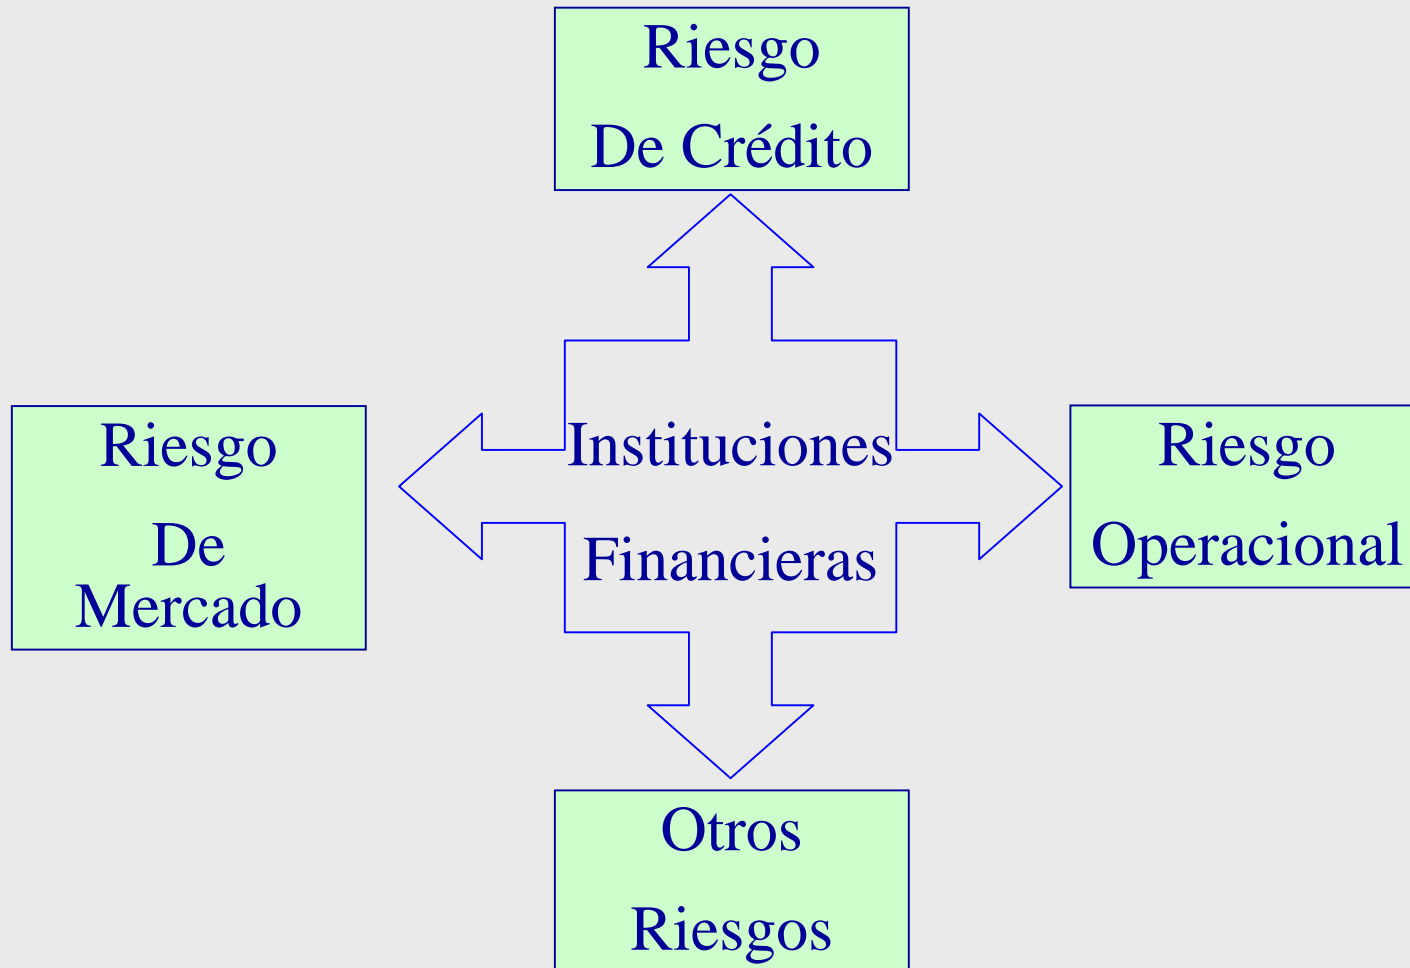 Riesgo
De Crédito
Riesgo
De
Mercado
Instituciones
Financieras
Riesgo
Operacional
Otros
Riesgos